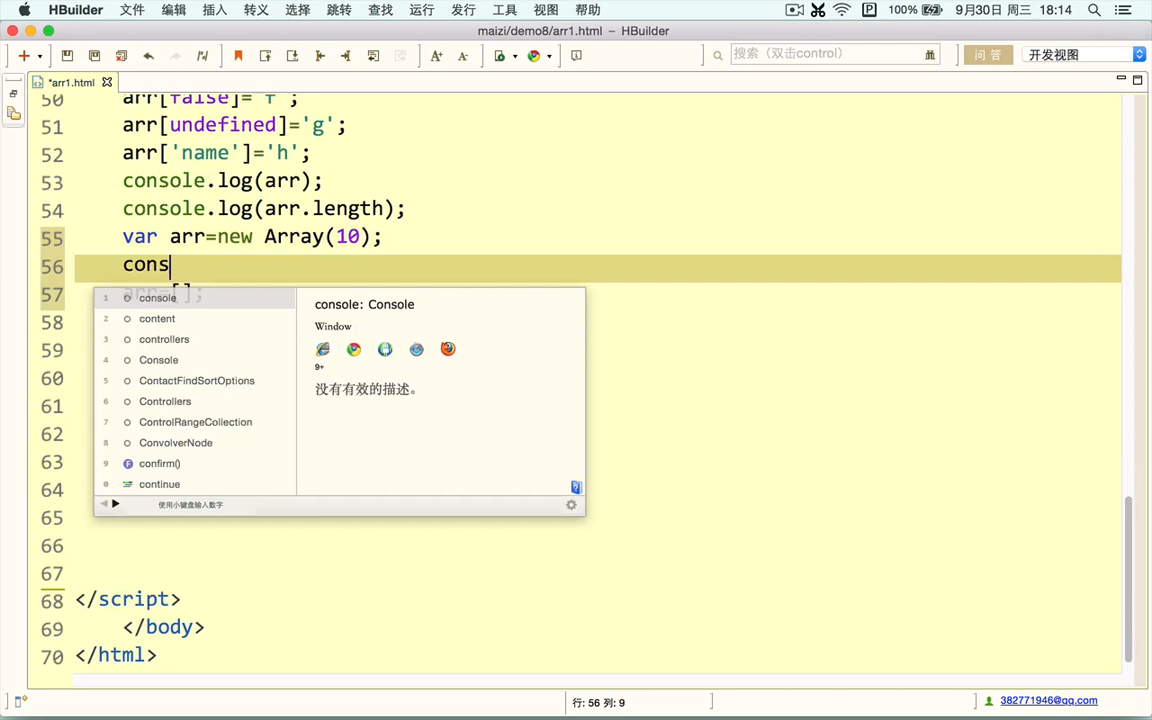 HBuilder 文件 编辑 插入 转义 选择 跳转 查找 运行 发行 工具 视图 帮助 100% 9月30日 周三 18:14
maizi/demo8/arr1.html – HBuilder
搜索（双击control） 问 答 开发视图
*arr1.html
50 arr[false]='f';
51 arr[undefined]='g';
52 arr['name']='h';
53 console.log(arr);
54 console.log(arr.length);
55 var arr=new Array(10);
56 cons
57 arr=[];
58
59
60
61
62
63
64
65
66
67
68 </script>
69 </body>
70 </html>
1 console
2 content
3 controllers
4 Console
5 ContactFindSortOptions
6 Controllers
7 ControlRangeCollection
8 ConvolverNode
9 confirm()
0 continue
使用小键盘输入数字
console: Console
Window
9+
没有有效的描述。
行: 56 列: 9
382771946@qq.com